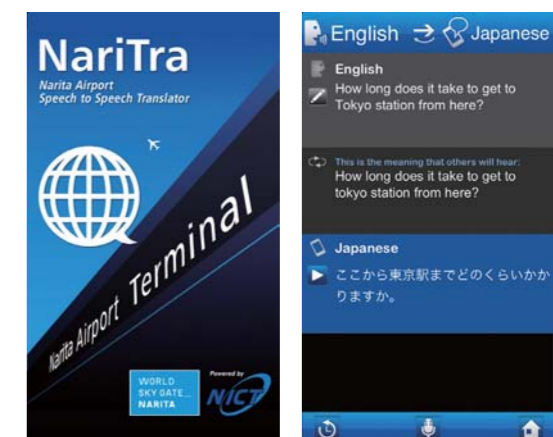 NariTra
Narita Airport
Speech to Speech Translator
Narita Airport Terminal
WORLD
SKY GATE_
NARITA
Powered by
NICT
English
Japanese
English
How long does it take to get to
Tokyo station from here?
This is the meaning that others will hear:
How long does it take to get to
tokyo station from here?
Japanese
ここから東京駅までどのくらいかか
りますか。